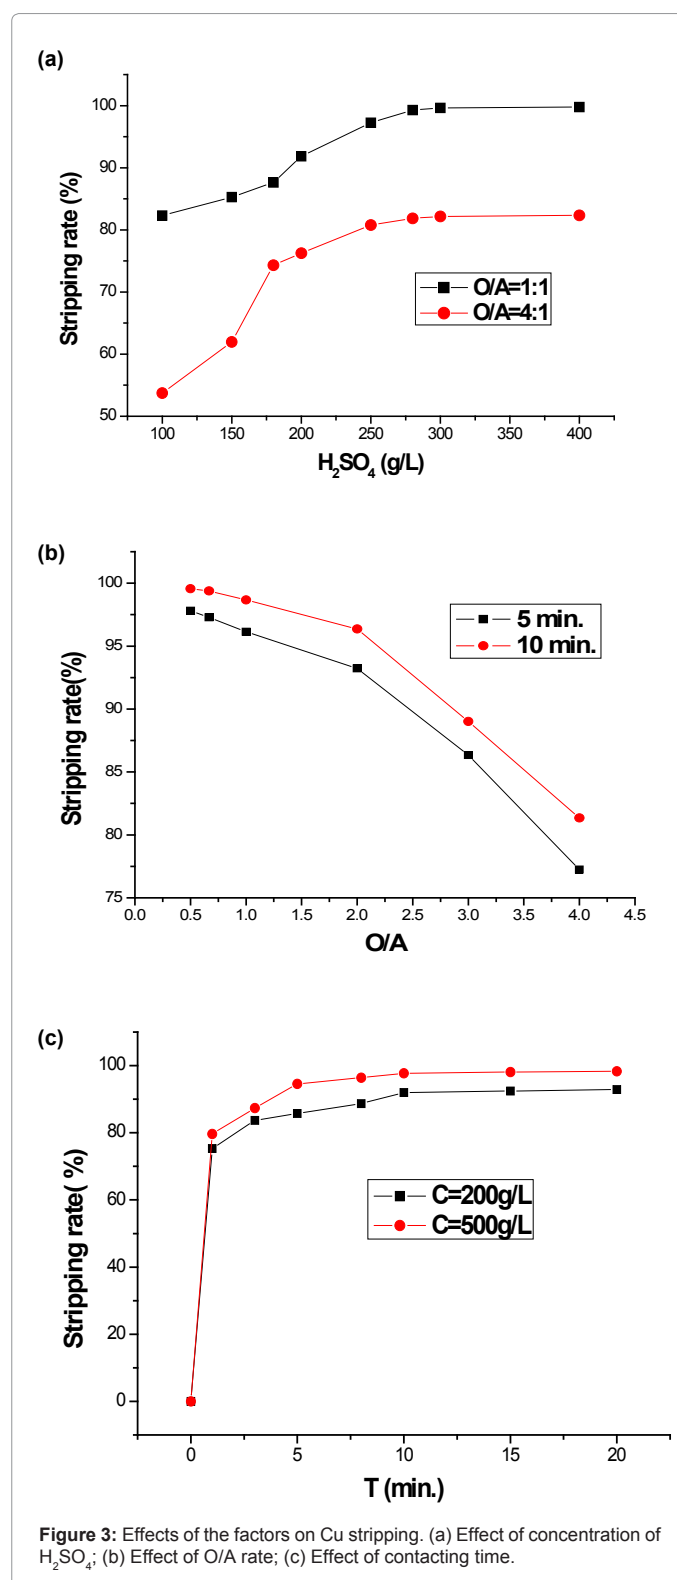 (a)
100
90
80
70
60
50
Stripping rate (%)
O/A=1:1
O/A=4:1
100 150 200 250 300 350 400
H₂SO₄ (g/L)
(b)
100
95
90
85
80
75
Stripping rate(%)
5 min.
10 min.
0.0 0.5 1.0 1.5 2.0 2.5 3.0 3.5 4.0 4.5
O/A
(c)
100
80
60
40
20
0
Stripping rate( %)
C=200g/L
C=500g/L
0 5 10 15 20
T (min.)
Figure 3: Effects of the factors on Cu stripping. (a) Effect of concentration of
H₂SO₄; (b) Effect of O/A rate; (c) Effect of contacting time.